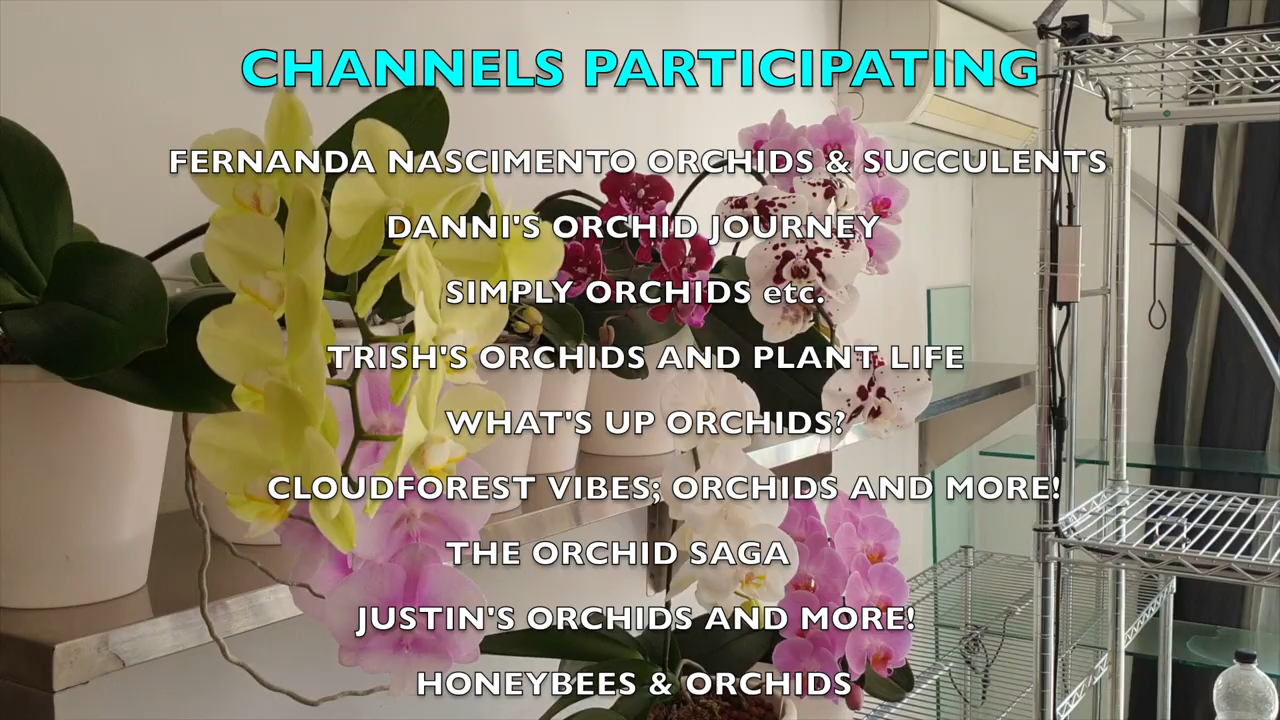 CHANNELS PARTICIPATING
FERNANDA NASCIMENTO ORCHIDS & SUCCULENTS
DANNI'S ORCHID JOURNEY
SIMPLY ORCHIDS etc.
TRISH'S ORCHIDS AND PLANT LIFE
WHAT'S UP ORCHIDS?
CLOUDFOREST VIBES; ORCHIDS AND MORE!
THE ORCHID SAGA
JUSTIN'S ORCHIDS AND MORE!
HONEYBEES & ORCHIDS